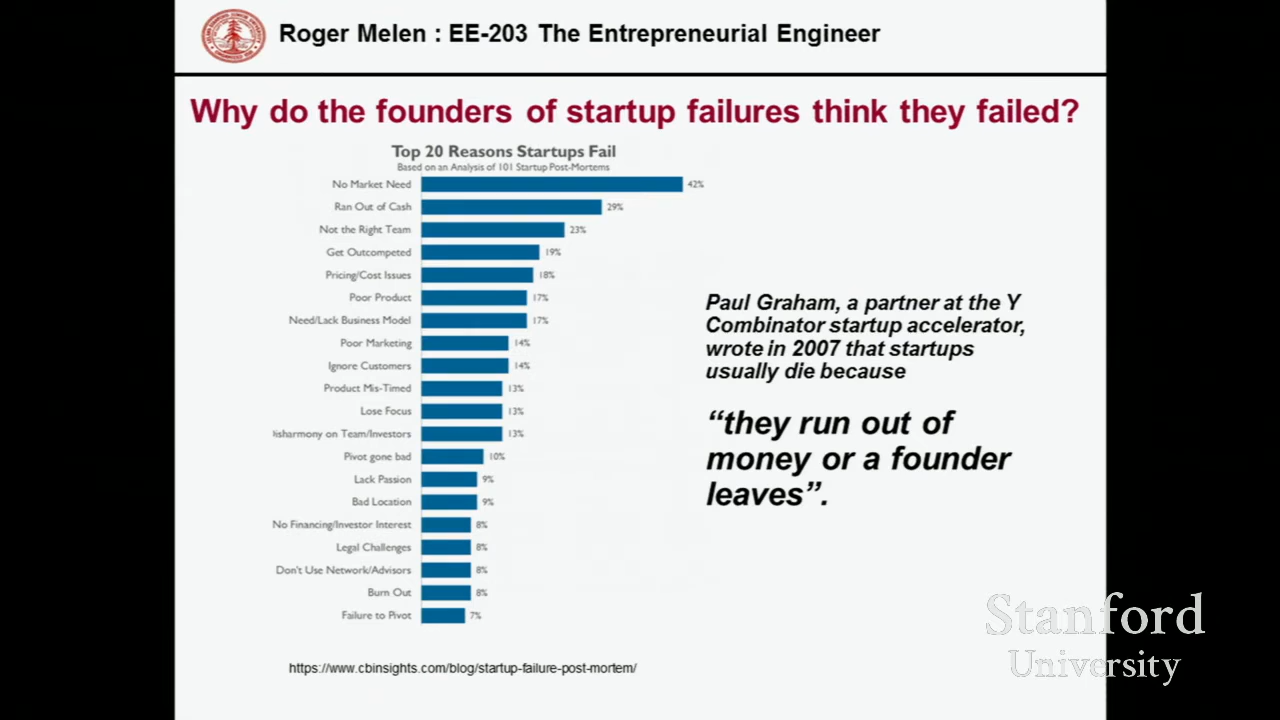 Roger Melen : EE-203 The Entrepreneurial Engineer
Why do the founders of startup failures think they failed?
Top 20 Reasons Startups Fail
Based on an Analysis of 101 Startup Post-Mortems
No Market Need 42%
Ran Out of Cash 29%
Not the Right Team 23%
Get Outcompeted 19%
Pricing/Cost Issues 18%
Poor Product 17%
Need/Lack Business Model 17%
Poor Marketing 14%
Ignore Customers 14%
Product Mis-Timed 13%
Lose Focus 13%
isharmony on Team/Investors 13%
Pivot gone bad 10%
Lack Passion 9%
Bad Location 9%
No Financing/Investor Interest 8%
Legal Challenges 8%
Don't Use Network/Advisors 8%
Burn Out 8%
Failure to Pivot 7%
https://www.cbinsights.com/blog/startup-failure-post-mortem/
Paul Graham, a partner at the Y
Combinator startup accelerator,
wrote in 2007 that startups
usually die because
“they run out of
money or a founder
leaves”.
Stanford
University